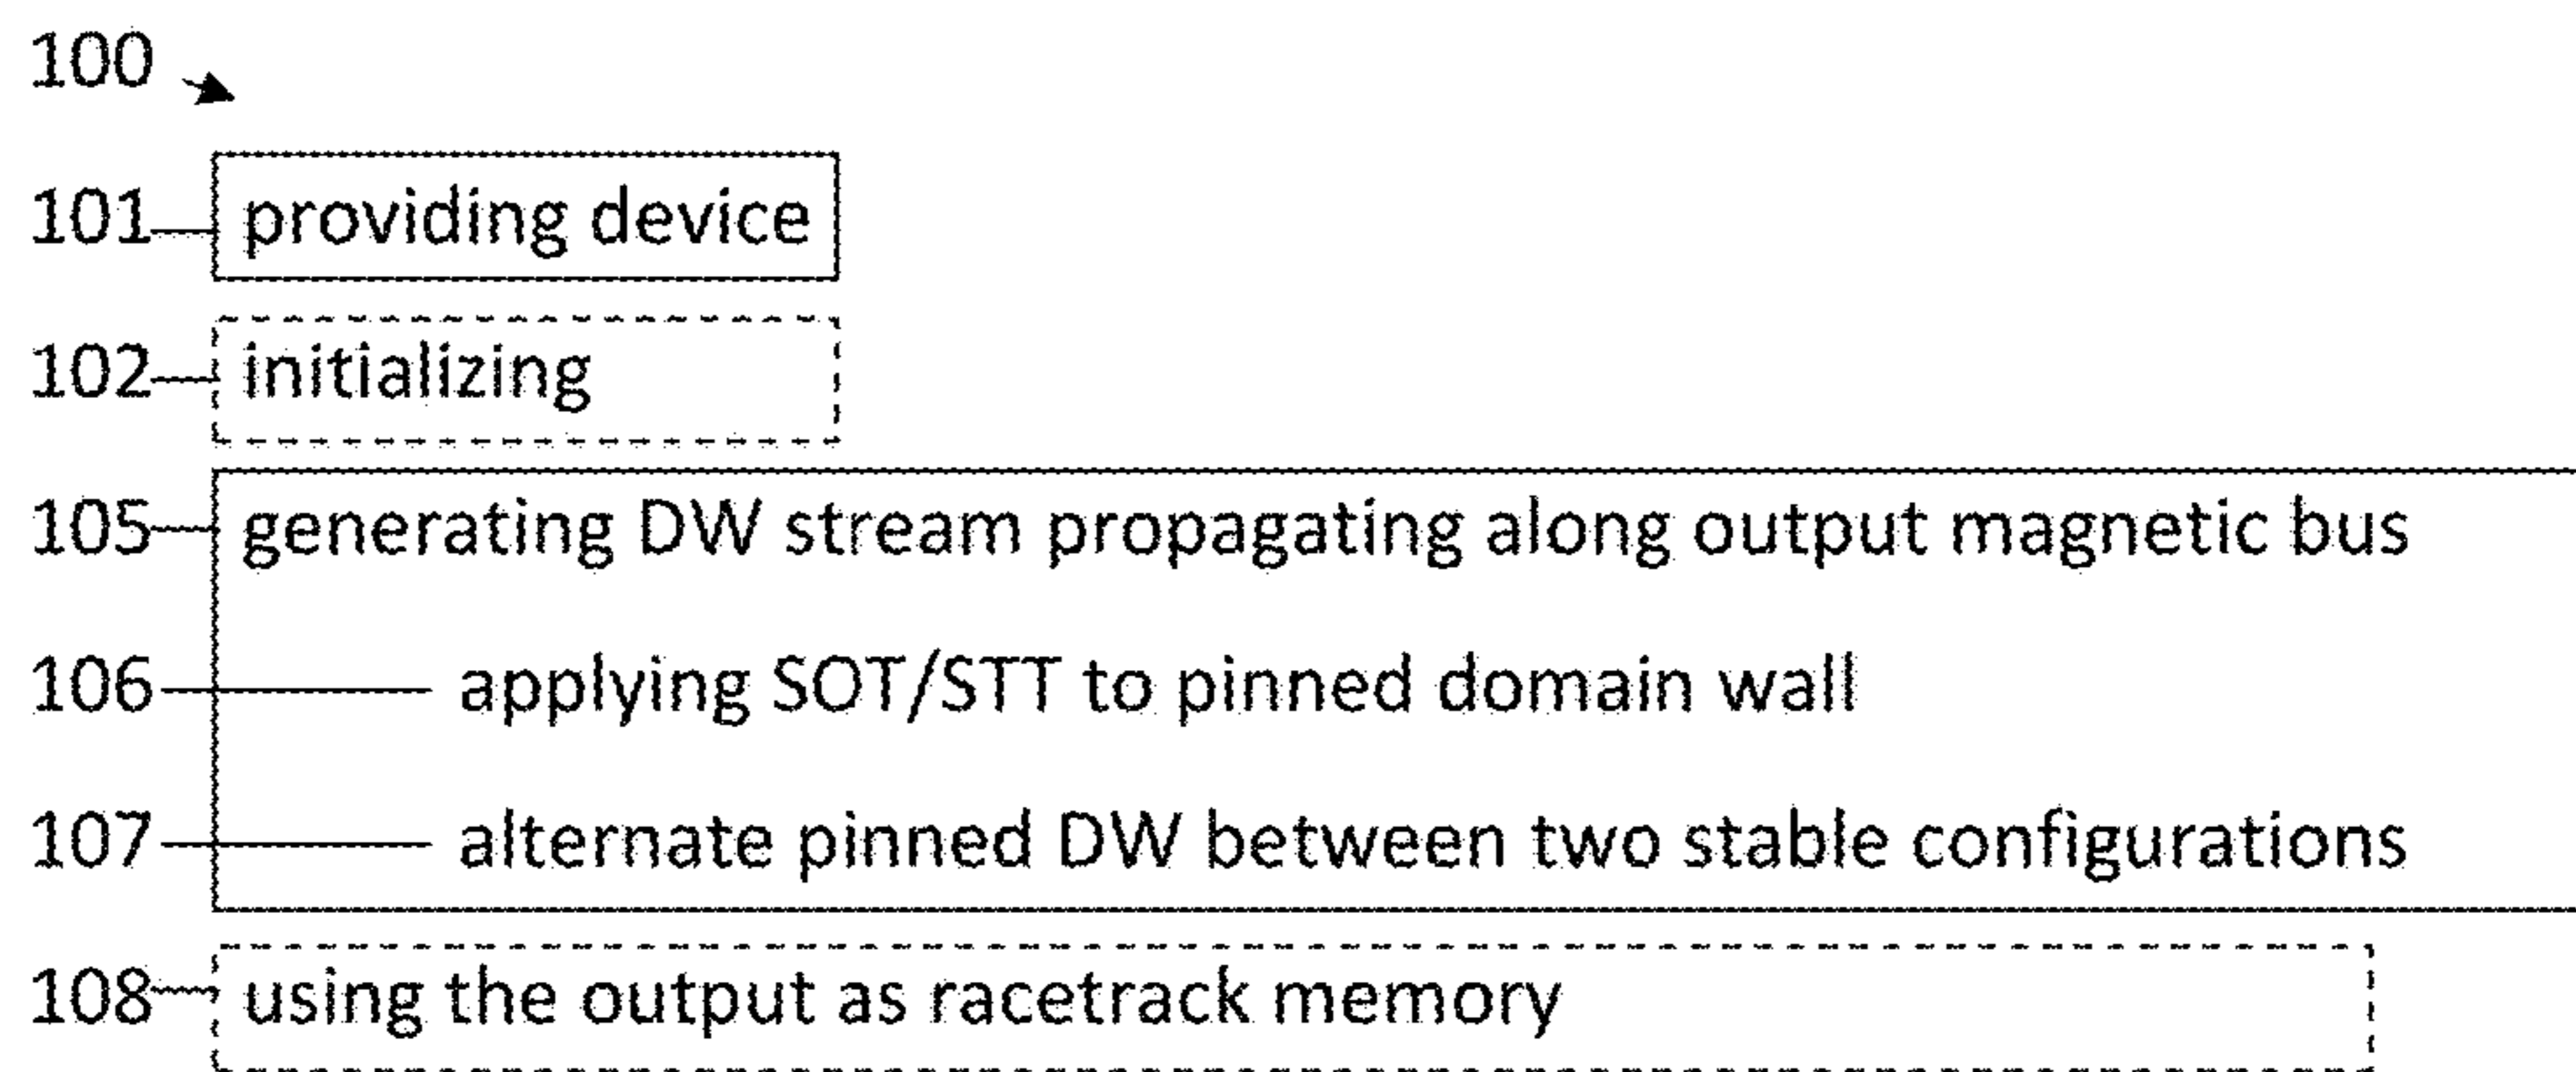 100
101 providing device
102 initializing
105 generating DW stream propagating along output magnetic bus
106 applying SOT/STT to pinned domain wall
107 alternate pinned DW between two stable configurations
108 using the output as racetrack memory